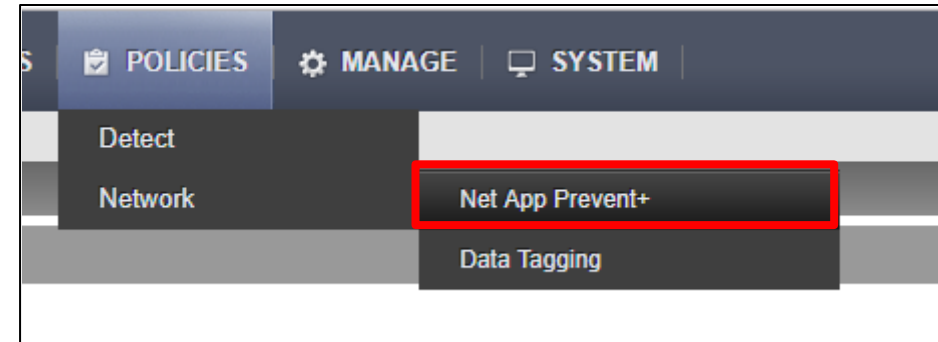 S POLICIES MANAGE SYSTEM
Detect
Network Net App Prevent+
Data Tagging